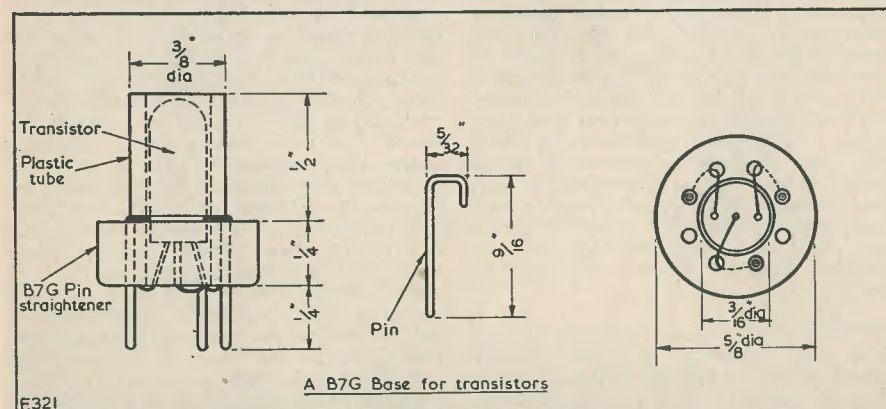 3/8" dia
Transistor
Plastic tube
1/2"
B7G Pin straightener
1/4"
1/4"
5/32"
9/16"
Pin
3/16" dia
5/8" dia
A B7G Base for transistors
E321